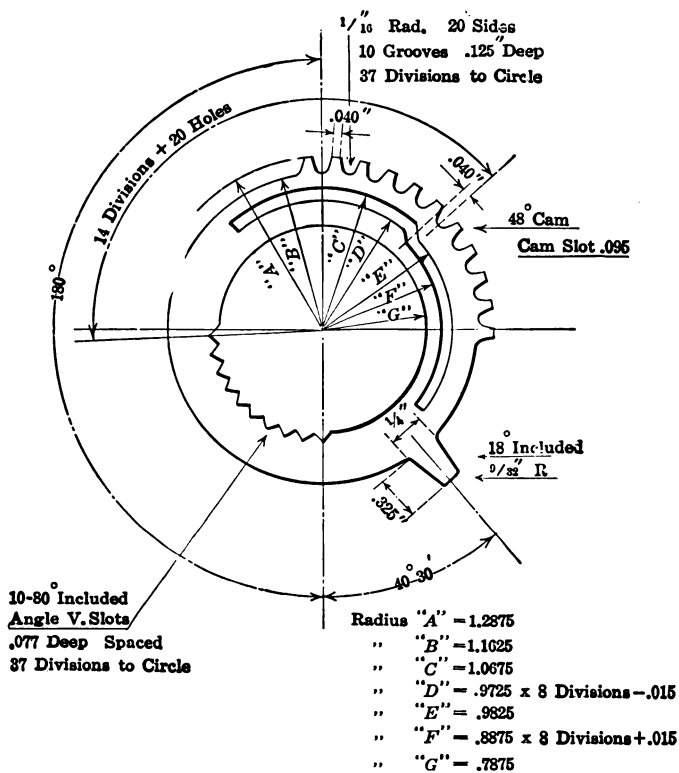 1/16" Rad. 20 Sides
10 Grooves .125" Deep
37 Divisions to Circle
.040"
.040"
14 Divisions + 20 Holes
180°
48° Cam
Cam Slot .095
"A"
"B"
"C"
"D"
"E"
"F"
"G"
1/4"
18° Included
9/32" R
.325"
40° 30'
10-80° Included
Angle V. Slots
.077 Deep Spaced
37 Divisions to Circle
Radius "A" = 1.2875
" "B" = 1.1625
" "C" = 1.0675
" "D" = .9725 x 8 Divisions -.015
" "E" = .9825
" "F" = .8875 x 8 Divisions +.015
" "G" = .7875